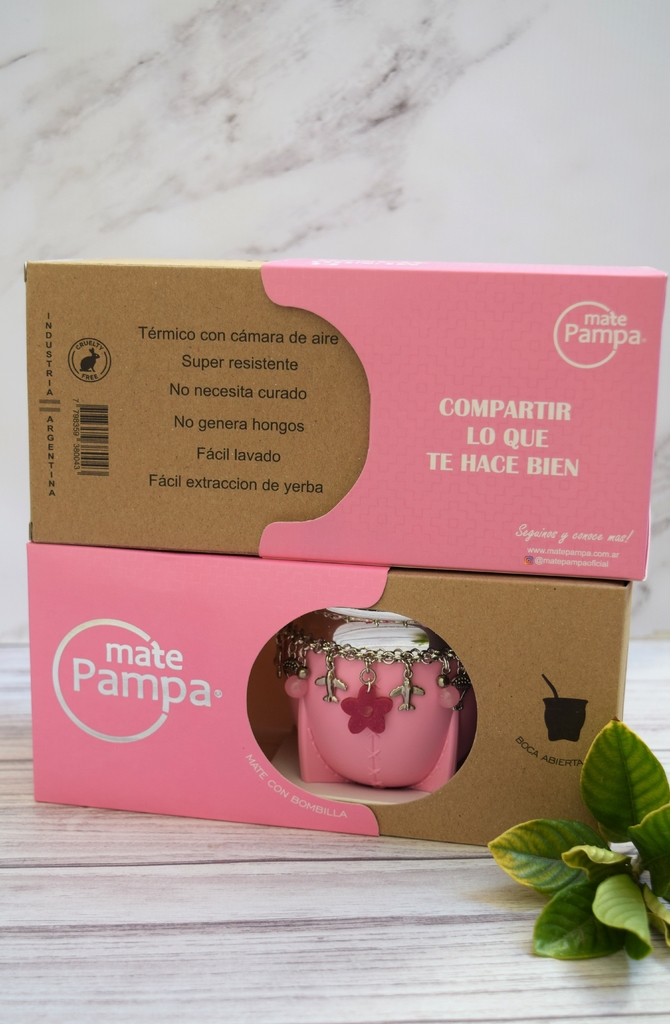 INDUSTRIA ARGENTINA
CRUELTY
FREE
Térmico con cámara de aire
Super resistente
No necesita curado
No genera hongos
Fácil lavado
Fácil extraccion de yerba
mate
Pampa
COMPARTIR
LO QUE
TE HACE BIEN
Seguinos y conoce mas!
www.matepampa.com.ar
@matepampaoficial
mate
Pampa®
MATE CON BOMBILLA
BOCA ABIERTA